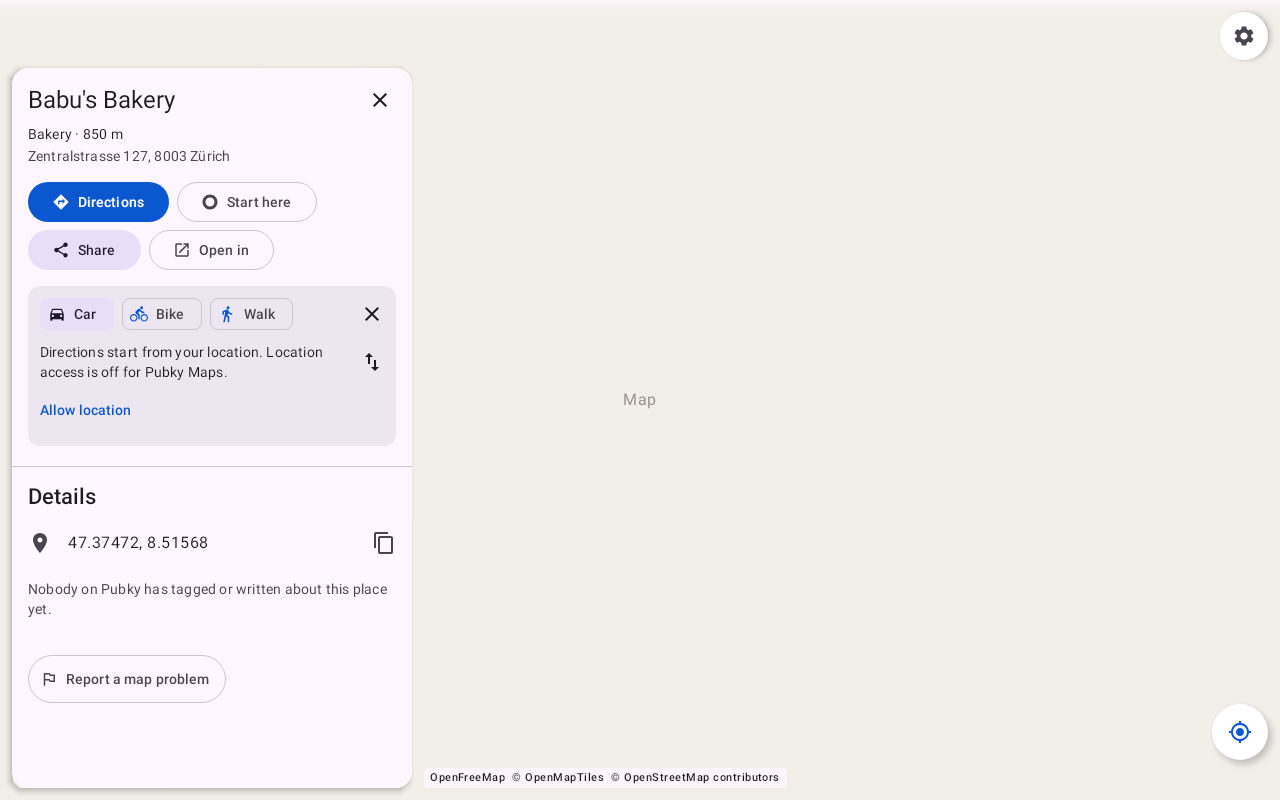 Babu's Bakery
Bakery · 850 m
Zentralstrasse 127, 8003 Zürich
Directions
Start here
Share
Open in
Car
Bike
Walk
Directions start from your location. Location
access is off for Pubky Maps.
Allow location
Details
47.37472, 8.51568
Nobody on Pubky has tagged or written about this place
yet.
Report a map problem
Map
OpenFreeMap © OpenMapTiles © OpenStreetMap contributors